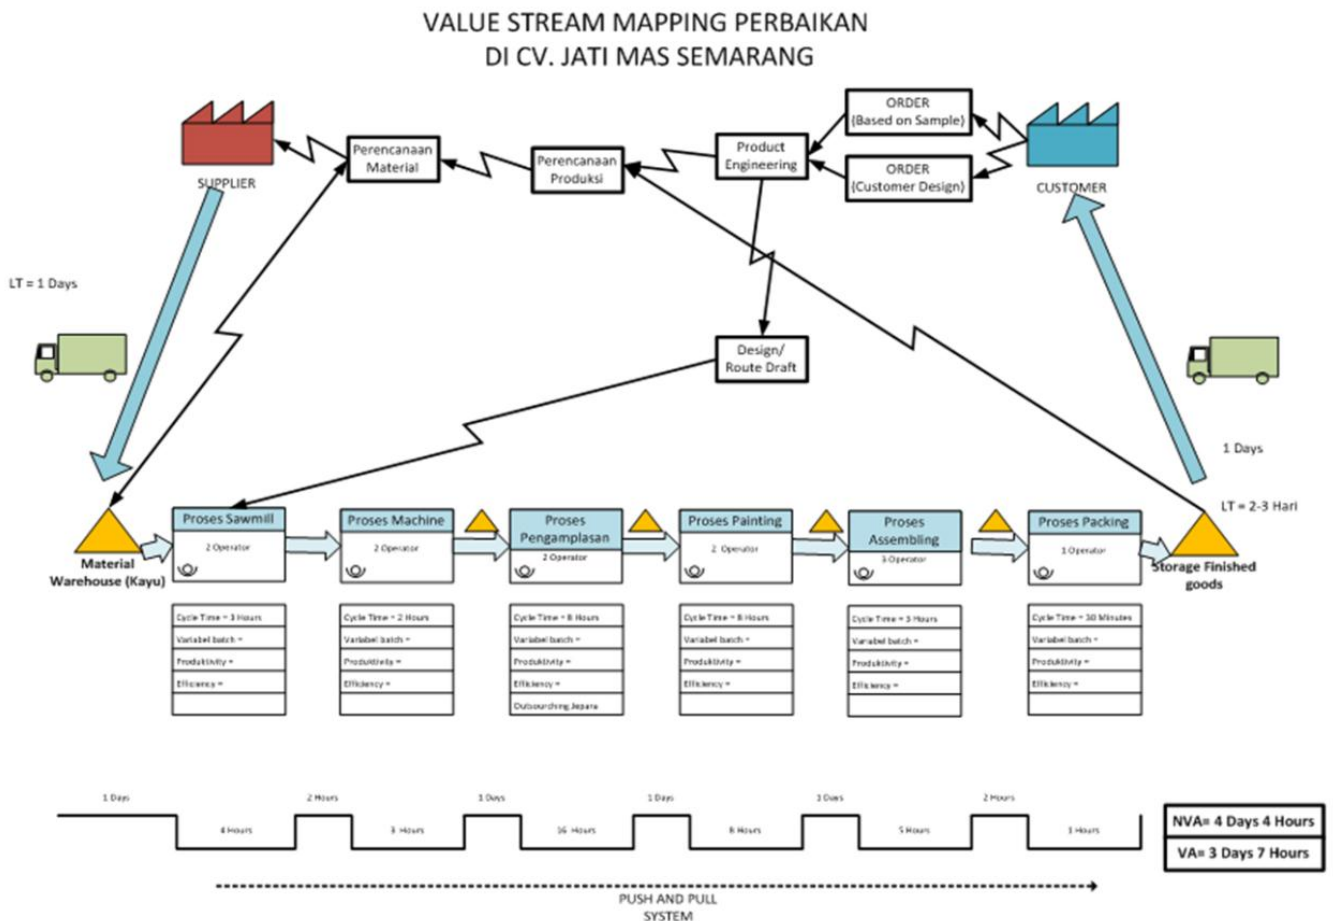 VALUE STREAM MAPPING PERBAIKAN
DI CV. JATI MAS SEMARANG
ORDER
(Based on Sample)
Perencanaan
Material
Perencanaan
Produksi
Product
Engineering
ORDER
(Customer Design)
SUPPLIER
CUSTOMER
LT = 1 Days
Design/
Route Draft
1 Days
LT = 2-3 Hari
Material
Warehouse (Kayu)
Proses Sawmill
2 Operator
Proses Machine
2 Operator
Proses
Pengamplasan
2 Operator
Proses Painting
2 Operator
Proses
Assembling
3 Operator
Proses Packing
1 Operator
Storage Finished
goods
Cycle Time = 3 Hours
Variabel batch =
Produktivity =
Efficiency =
Cycle Time = 2 Hours
Variabel batch =
Produktivity =
Efficiency =
Cycle Time = 8 Hours
Variabel batch =
Produktivity =
Efficiency =
Outsourching Jepara
Cycle Time = 8 Hours
Variabel batch =
Produktivity =
Efficiency =
Cycle Time = 3 Hours
Variabel batch =
Produktivity =
Efficiency =
Cycle Time = 30 Minutes
Variabel batch =
Produktivity =
Efficiency =
1 Days
2 Hours
1 Days
1 Days
1 Days
2 Hours
4 Hours
3 Hours
16 Hours
8 Hours
5 Hours
1 Hours
NVA= 4 Days 4 Hours
VA= 3 Days 7 Hours
PUSH AND PULL
SYSTEM